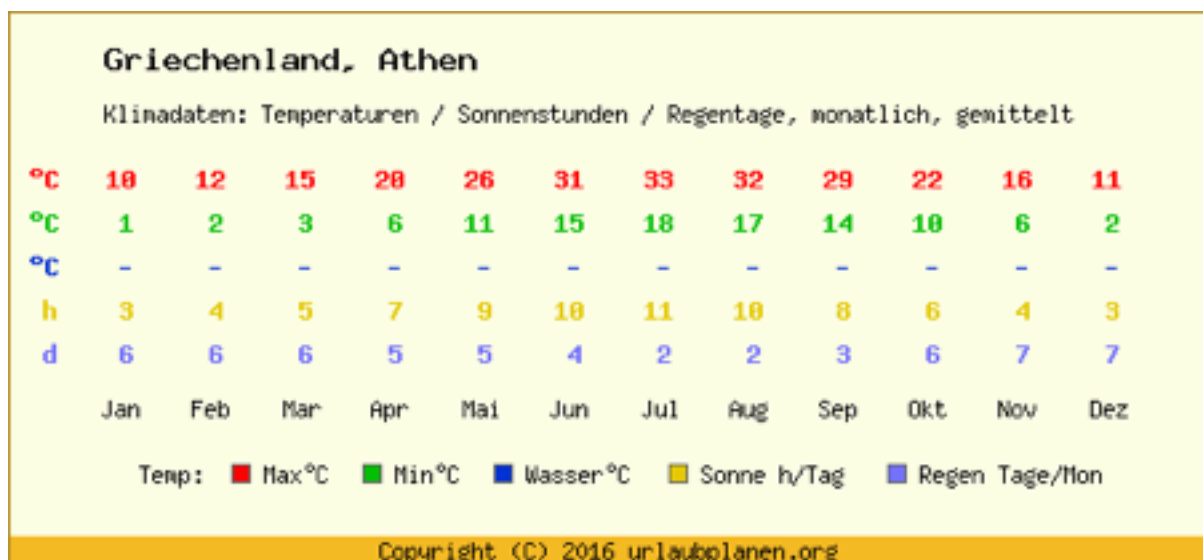 Griechenland, Athen
Klimadaten: Temperaturen / Sonnenstunden / Regentage, monatlich, gemittelt
°C 10 12 15 20 26 31 33 32 29 22 16 11
°C 1 2 3 6 11 15 18 17 14 10 6 2
°C - - - - - - - - - - - -
h 3 4 5 7 9 10 11 10 8 6 4 3
d 6 6 6 5 5 4 2 2 3 6 7 7
Jan Feb Mar Apr Mai Jun Jul Aug Sep Okt Nov Dez
Temp: Max°C Min°C Wasser°C Sonne h/Tag Regen Tage/Mon
Copyright (C) 2016 urlaubplanen.org